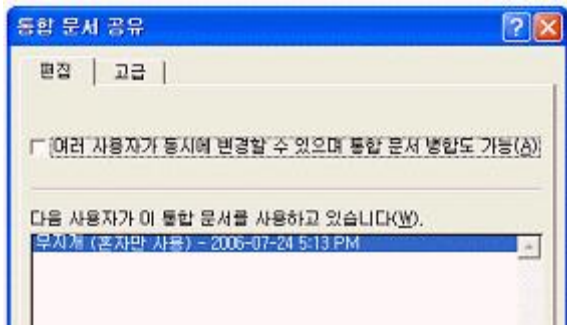 통합 문서 공유
편집 고급
여러 사용자가 동시에 변경할 수 있으며 통합 문서 병합도 가능(A)
다음 사용자가 이 통합 문서를 사용하고 있습니다(W).
무지개 (혼자만 사용) - 2006-07-24 5:13 PM